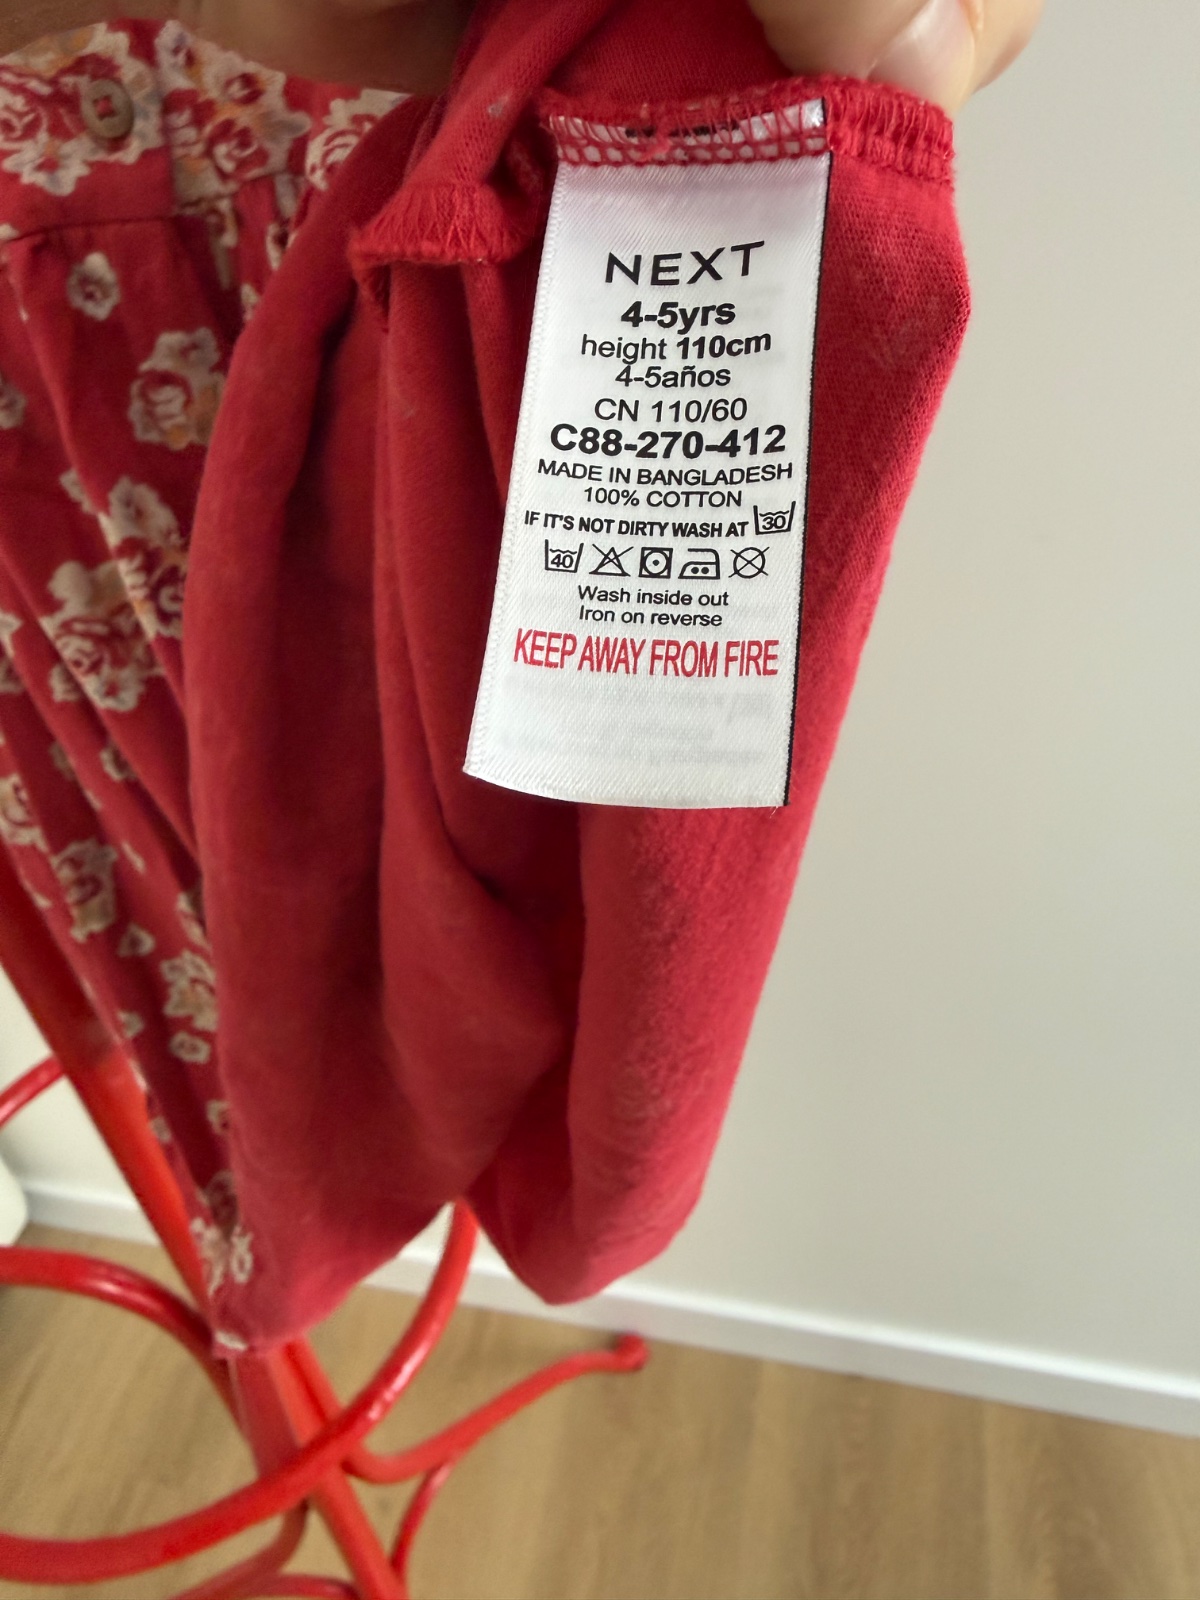 NEXT
4-5yrs
height 110cm
4-5años
CN 110/60
C88-270-412
MADE IN BANGLADESH
100% COTTON
IF IT'S NOT DIRTY WASH AT 30
40
Wash inside out
Iron on reverse
KEEP AWAY FROM FIRE